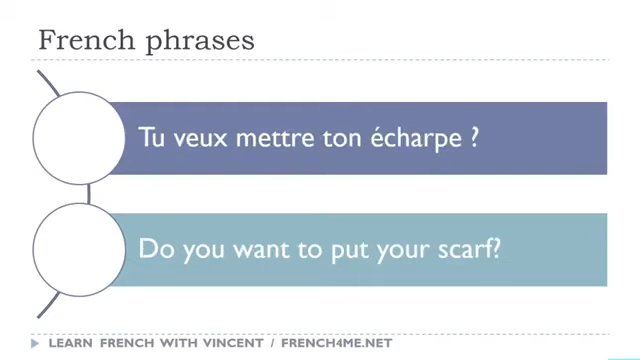 French phrases
Tu veux mettre ton écharpe ?
Do you want to put your scarf?
LEARN FRENCH WITH VINCENT / FRENCH4ME.NET